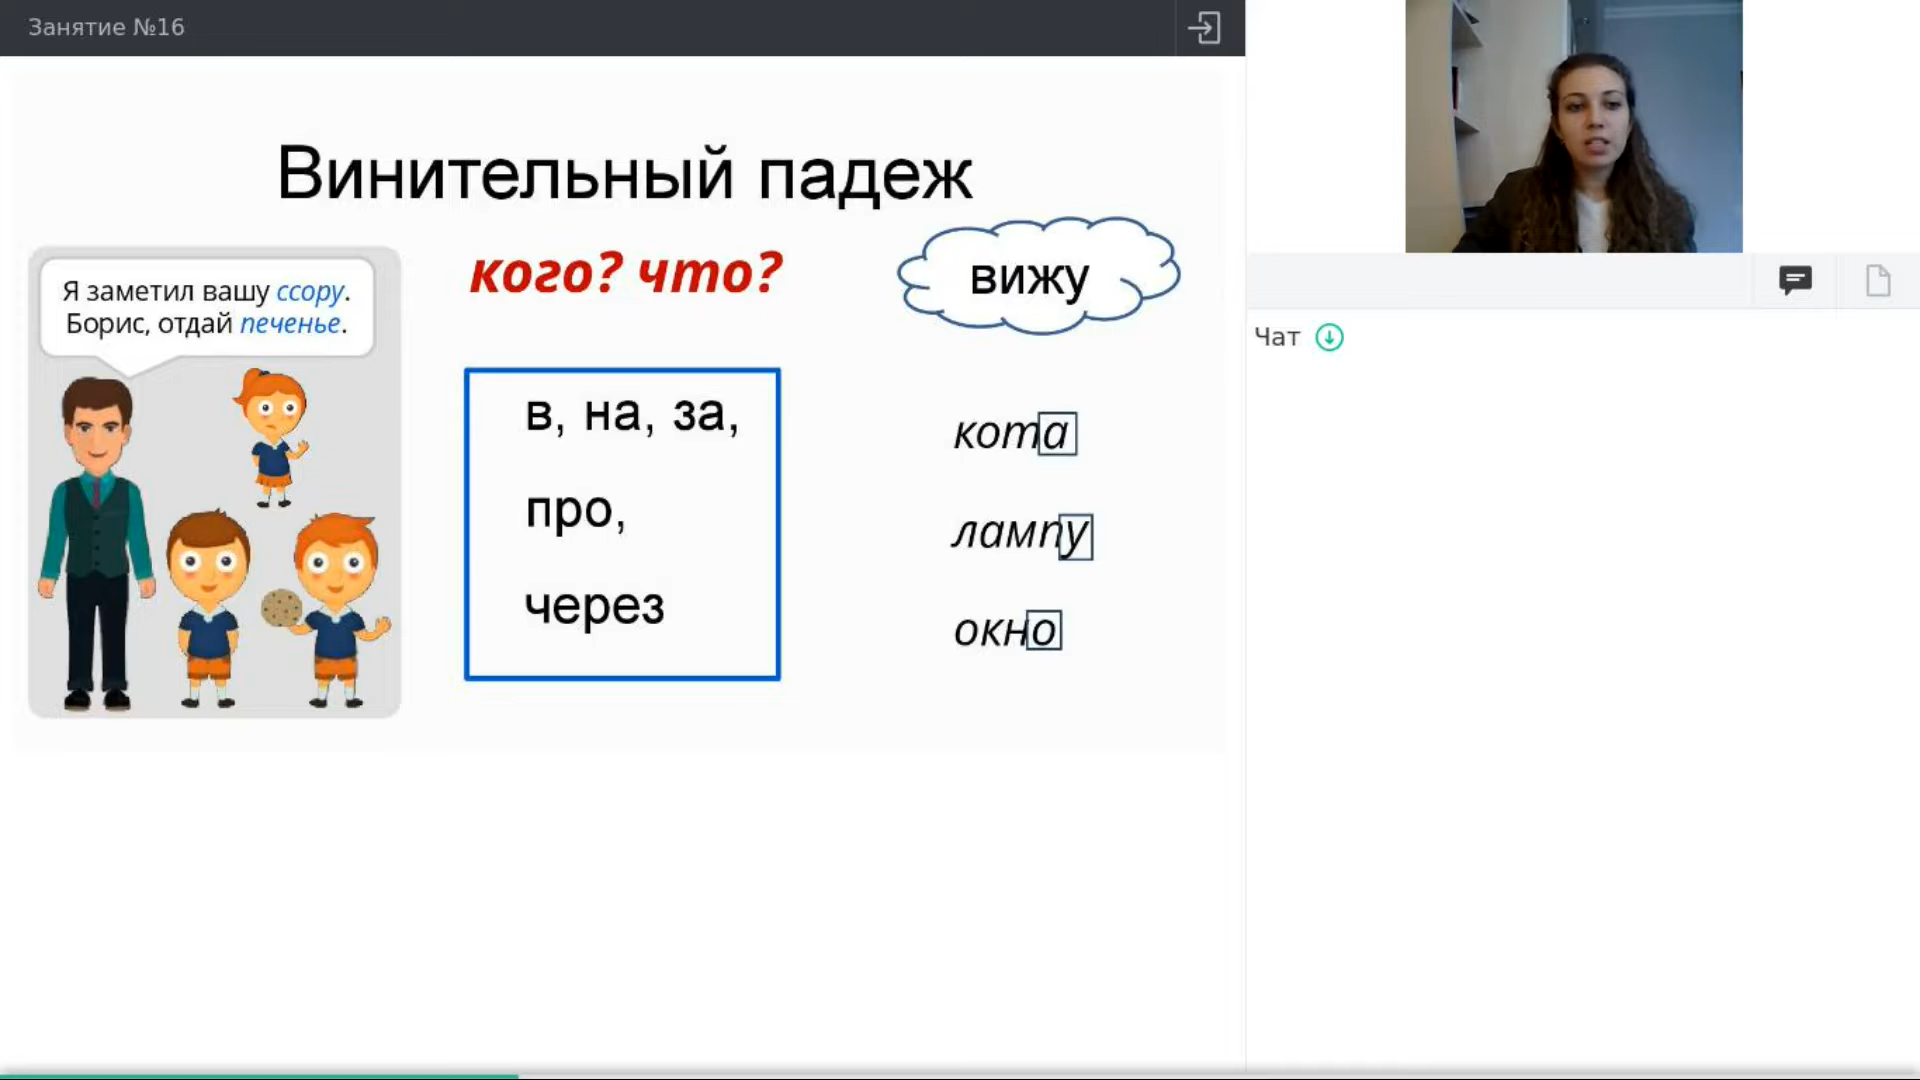 Занятие №16
Винительный падеж
кого? что?
вижу
Я заметил вашу ссору.
Борис, отдай печенье.
в, на, за,
про,
через
кота
лампу
окно
Чат